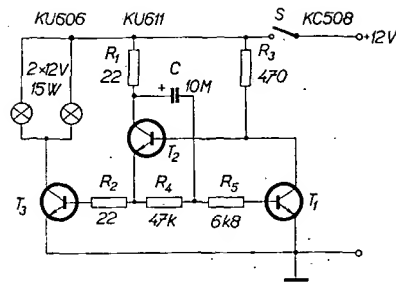 KU606 KU611 S KC508
+12V
R1
22
C
+
10M
R3
470
2×12V
15W
T2
T3
R2
22
R4
47k
R5
6k8
T1